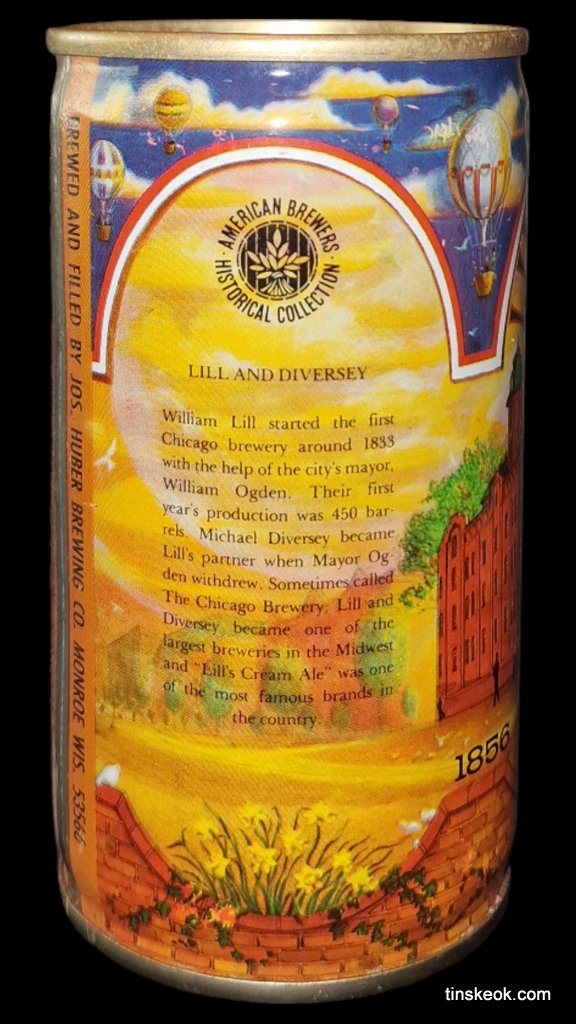 AMERICAN BREWERS
· HISTORICAL COLLECTION ·
LILL AND DIVERSEY
William Lill started the first
Chicago brewery around 1833
with the help of the city's mayor,
William Ogden. Their first
year's production was 450 bar-
rels. Michael Diversey became
Lill's partner when Mayor Og-
den withdrew. Sometimes called
The Chicago Brewery, Lill and
Diversey became one of the
largest breweries in the Midwest
and "Lill's Cream Ale" was one
of the most famous brands in
the country.
1856
BREWED AND FILLED BY JOS. HUBER BREWING CO. MONROE, WIS. 53566
tinskeok.com